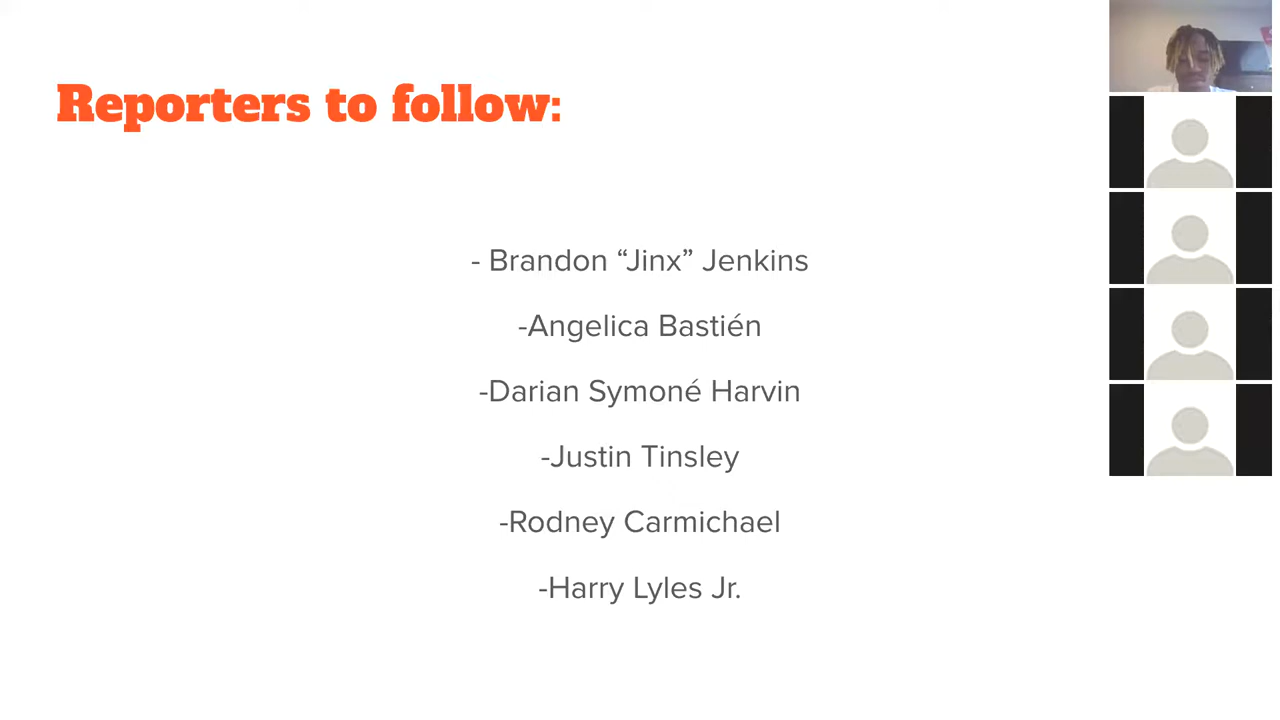 Reporters to follow:
- Brandon “Jinx” Jenkins
-Angelica Bastién
-Darian Symoné Harvin
-Justin Tinsley
-Rodney Carmichael
-Harry Lyles Jr.